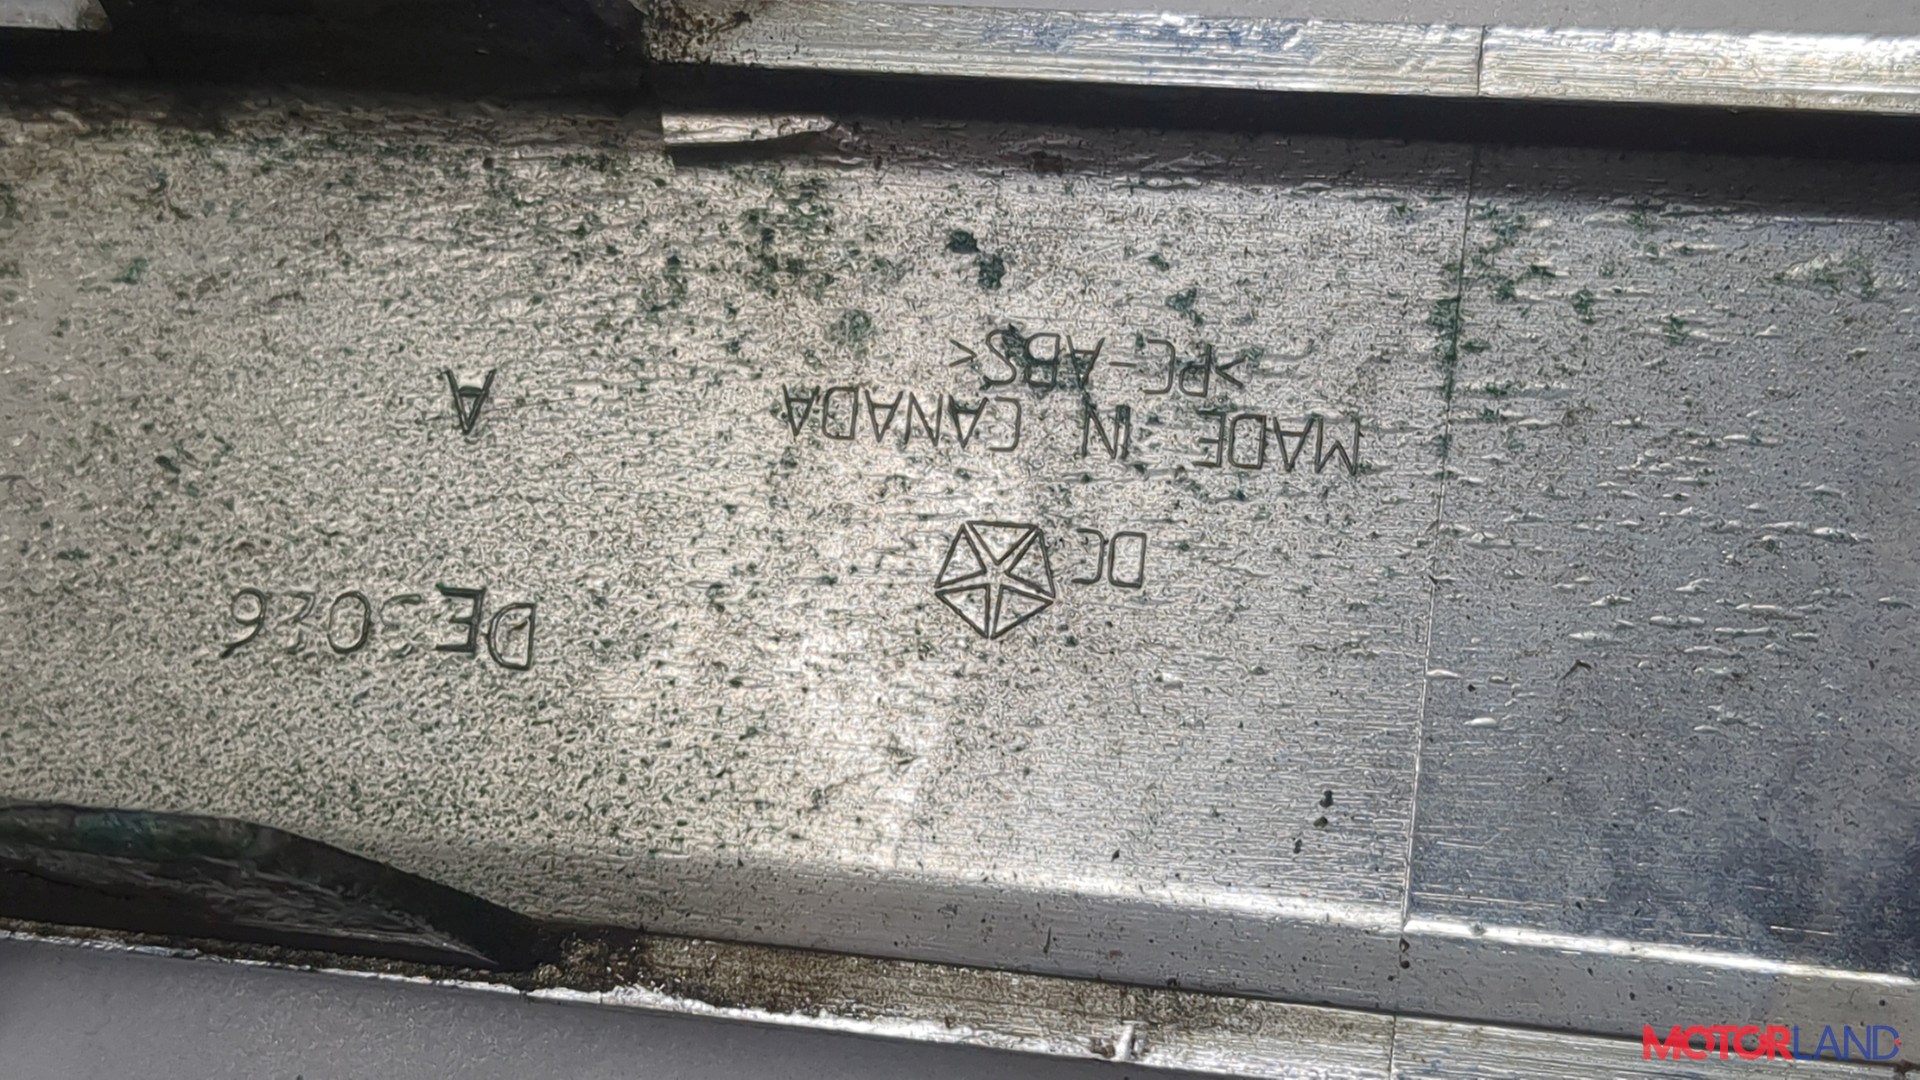 DC
DE3026
MADE IN CANADA
A
>PC-ABS<
MOTORLAND